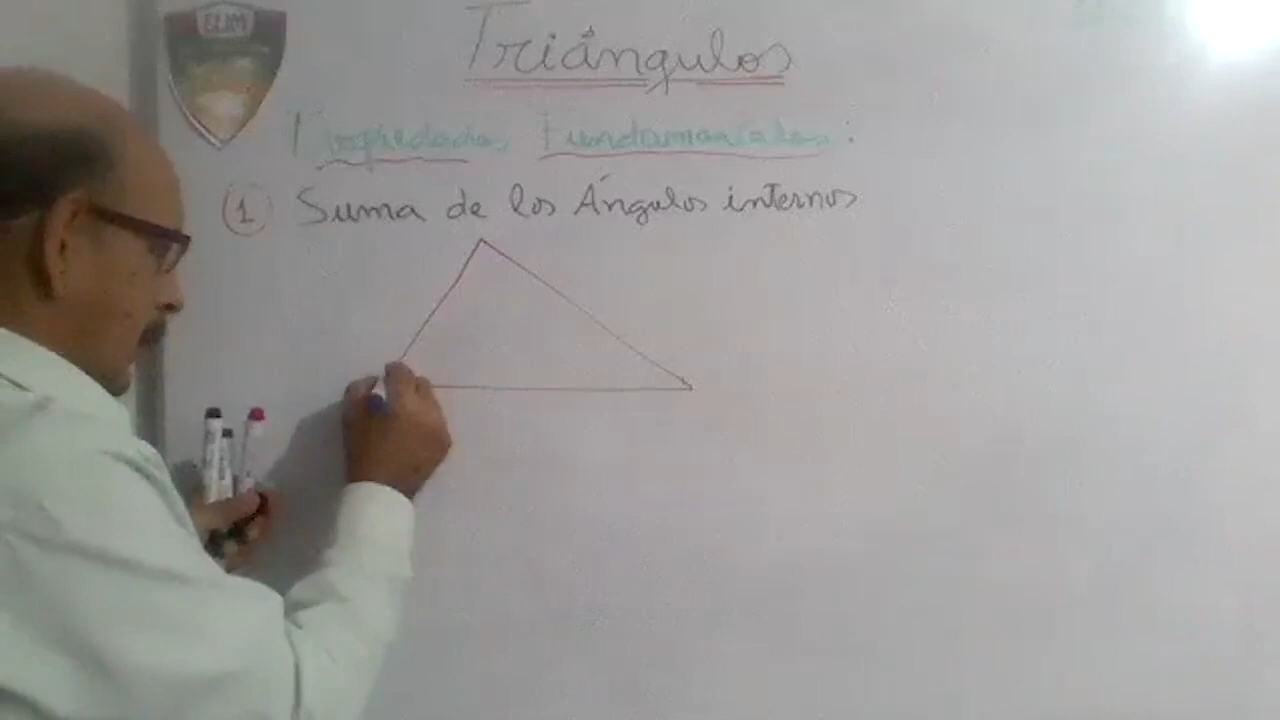 Triángulos
Propiedades Fundamentales:
1 Suma de los Ángulos internos